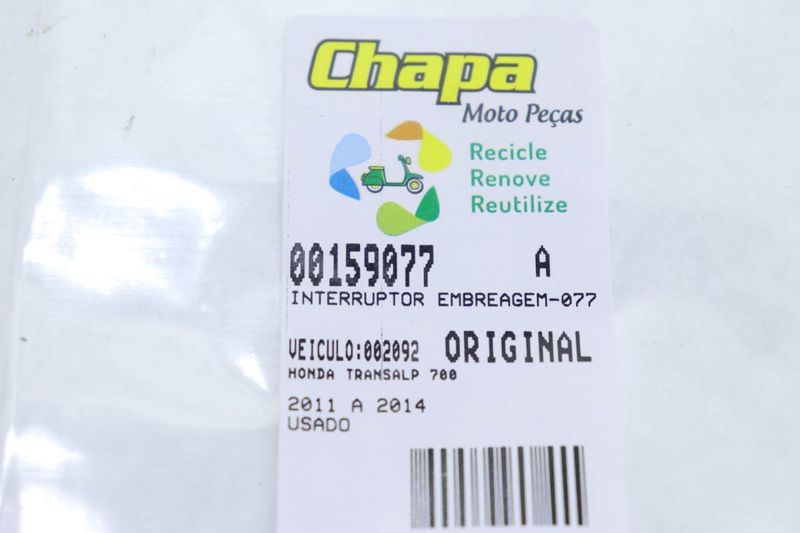 Chapa
Moto Peças
Recicle
Renove
Reutilize
00159077 A
INTERRUPTOR EMBREAGEM-077
VEICULO:002092 ORIGINAL
HONDA TRANSALP 700
2011 A 2014
USADO